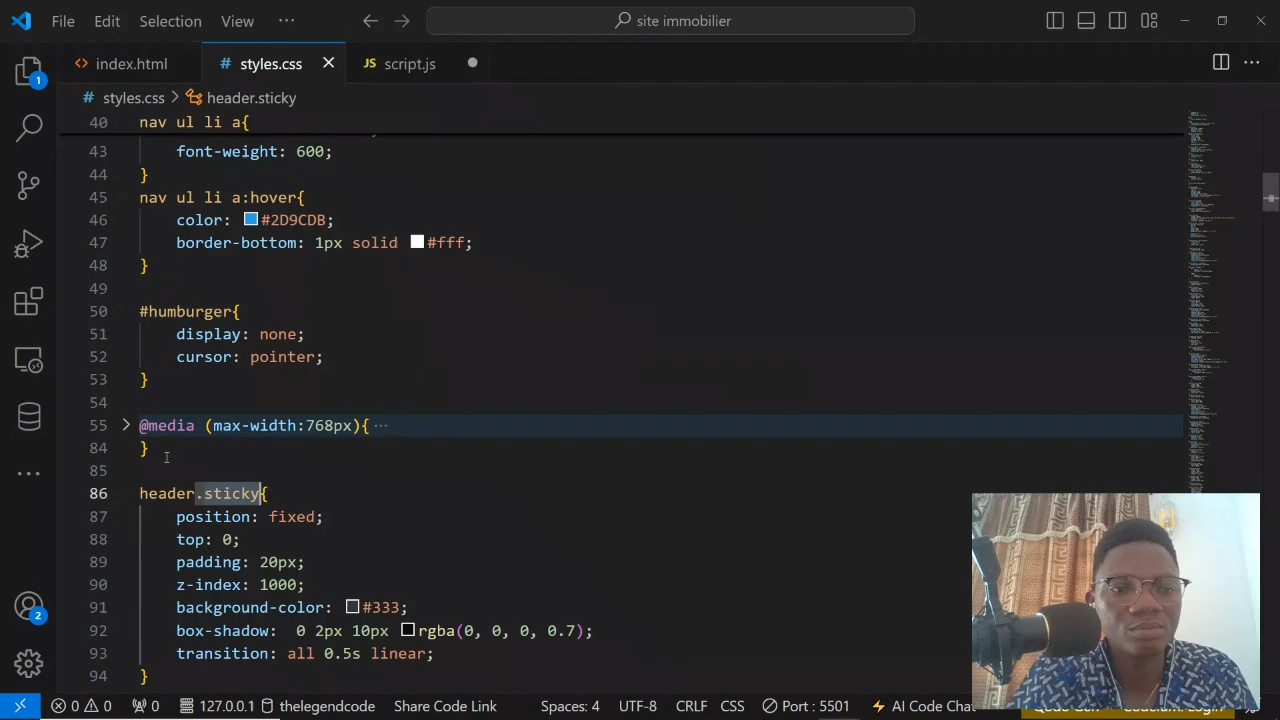 File Edit Selection View ··· site immobilier
index.html # styles.css JS script.js
1
# styles.css > header.sticky
40 nav ul li a{
43 font-weight: 600;
44 }
45 nav ul li a:hover{
46 color: #2D9CDB;
47 border-bottom: 1px solid #fff;
48 }
49
50 #humburger{
51 display: none;
52 cursor: pointer;
53 }
54
55 @media (max-width:768px){ ···
84 }
85
86 header.sticky{
87 position: fixed;
88 top: 0;
89 padding: 20px;
90 z-index: 1000;
91 background-color: #333;
92 box-shadow: 0 2px 10px rgba(0, 0, 0, 0.7);
93 transition: all 0.5s linear;
94 }
2
0 0 0 127.0.0.1 thelegendcode Share Code Link Spaces: 4 UTF-8 CRLF CSS Port : 5501 AI Code Chat